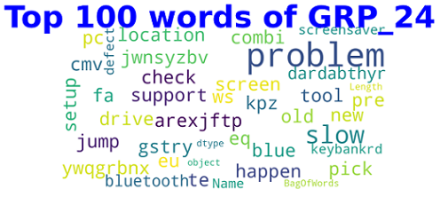 Top 100 words of GRP_24
screensaver
pc location combi
defect
cmv jwnsyzbv problem
check dardabthyr
setup fa support ws screen kpz tool pre
drive arexjftp old new
jump gstry dtype eq blue slow Length
keybankrd
ywqgrbnx eu object happen pick
bluetooth te Name BagOfWords